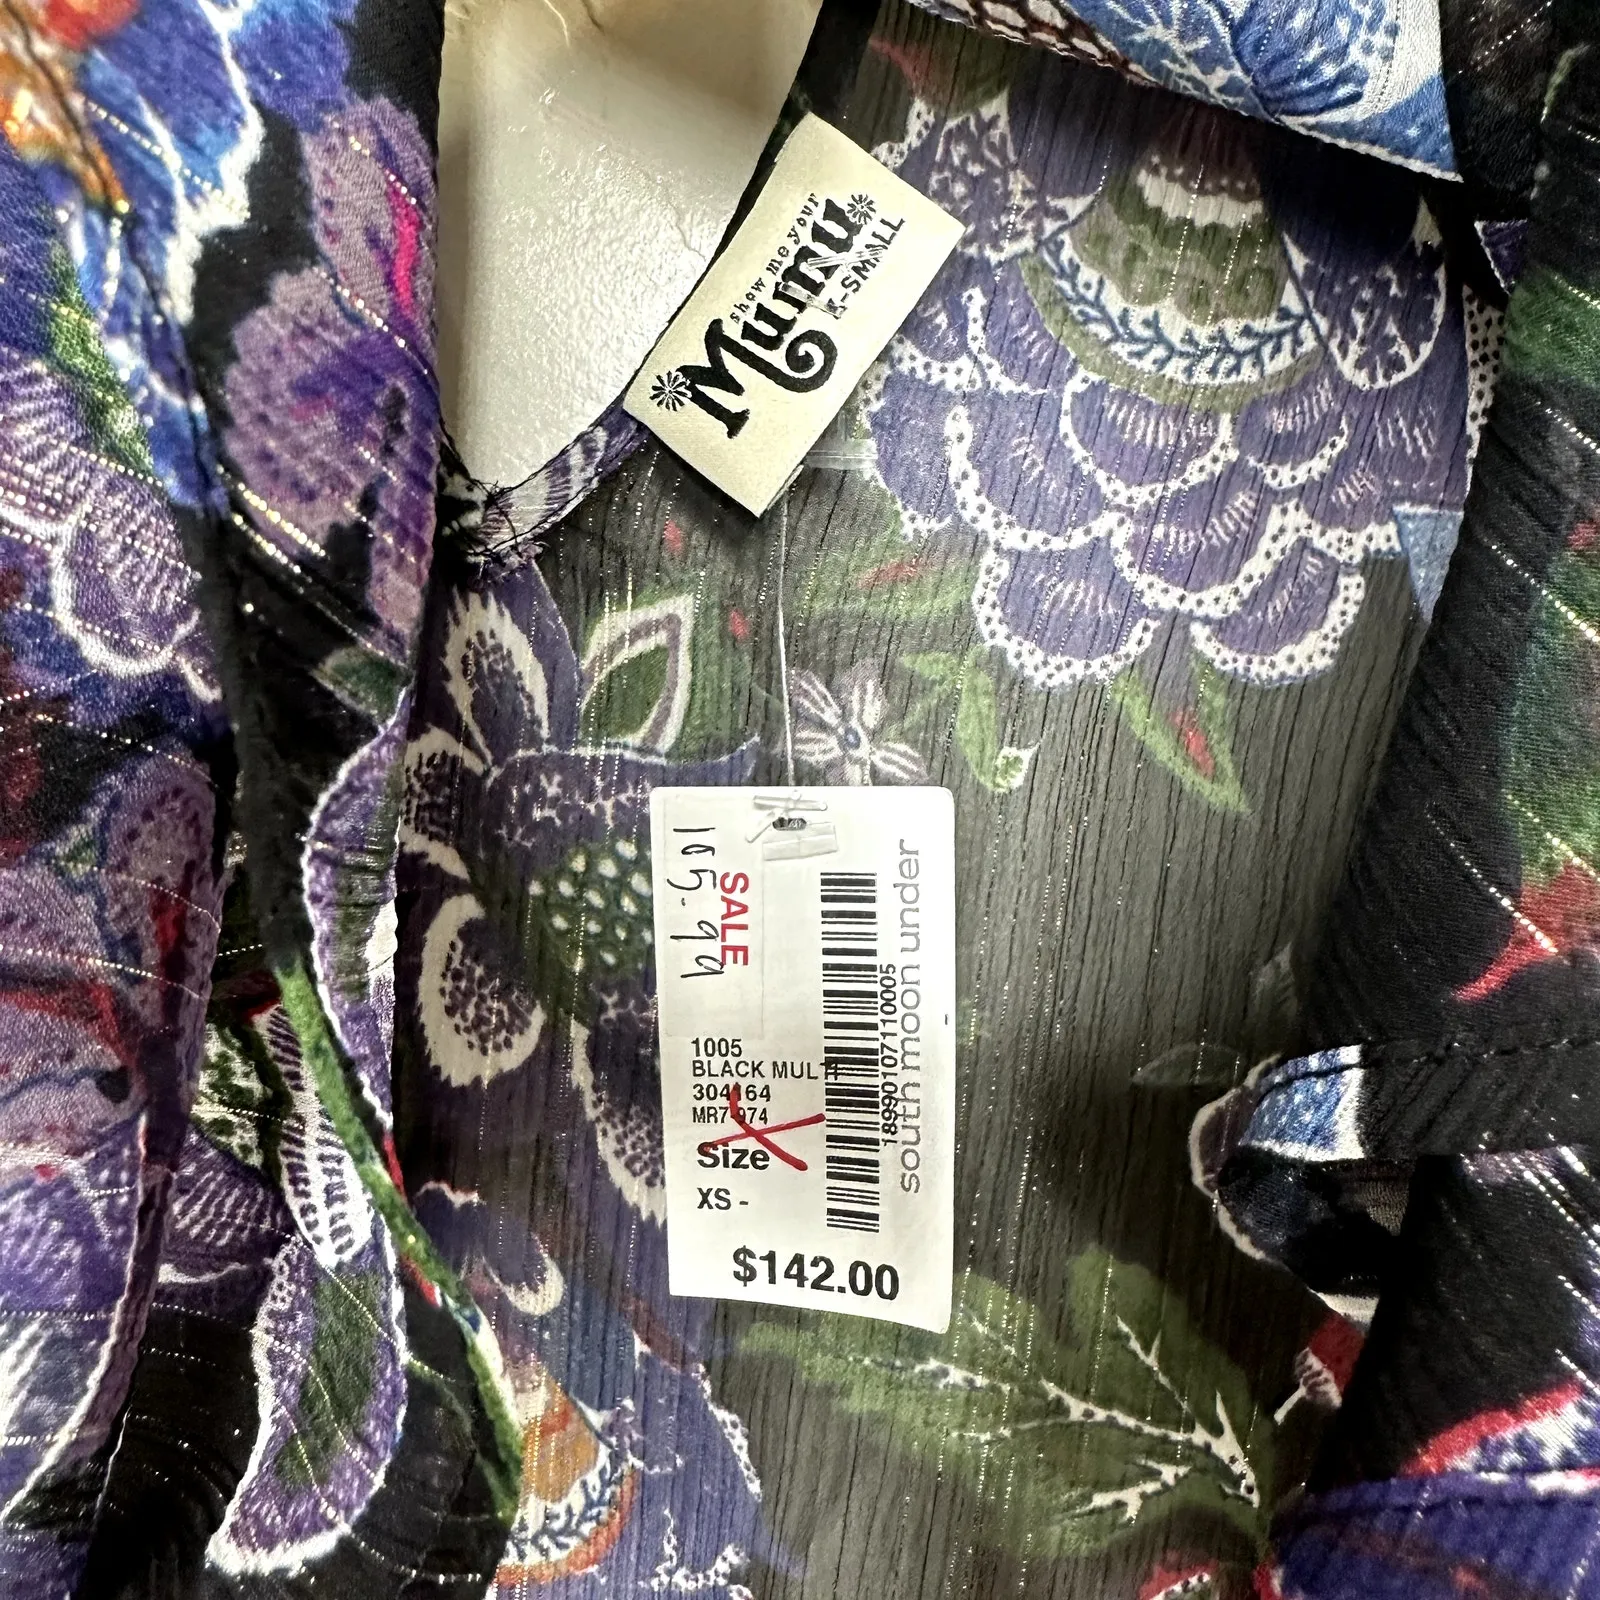 show me your
Mumu
X-SMALL
SALE
105.99
1005
BLACK MULTI
304164
MR7-974
Size
XS -
$142.00
18990107110005
south moon under